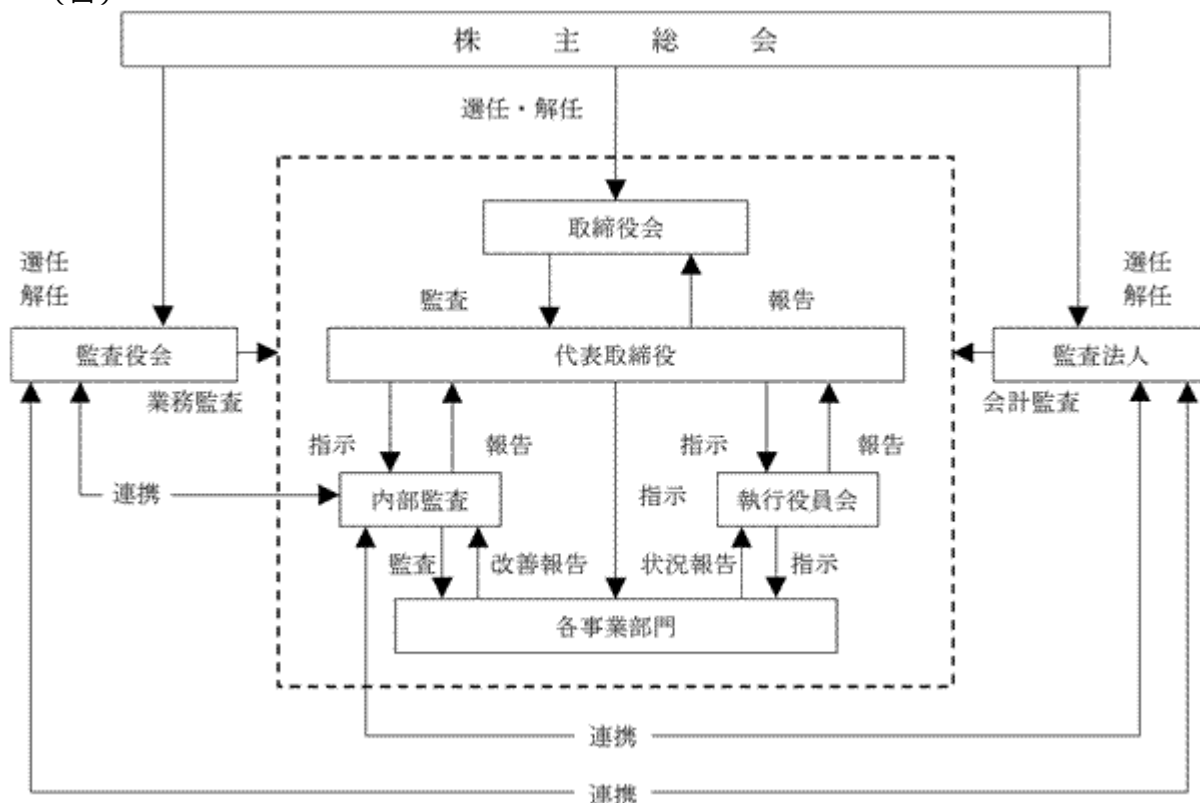 株主総会
選任・解任
取締役会
選任
解任
監査
報告
選任
解任
監査役会
代表取締役
監査法人
業務監査
会計監査
指示
報告
指示
報告
連携
内部監査
指示
執行役員会
監査
改善報告
状況報告
指示
各事業部門
連携
連携